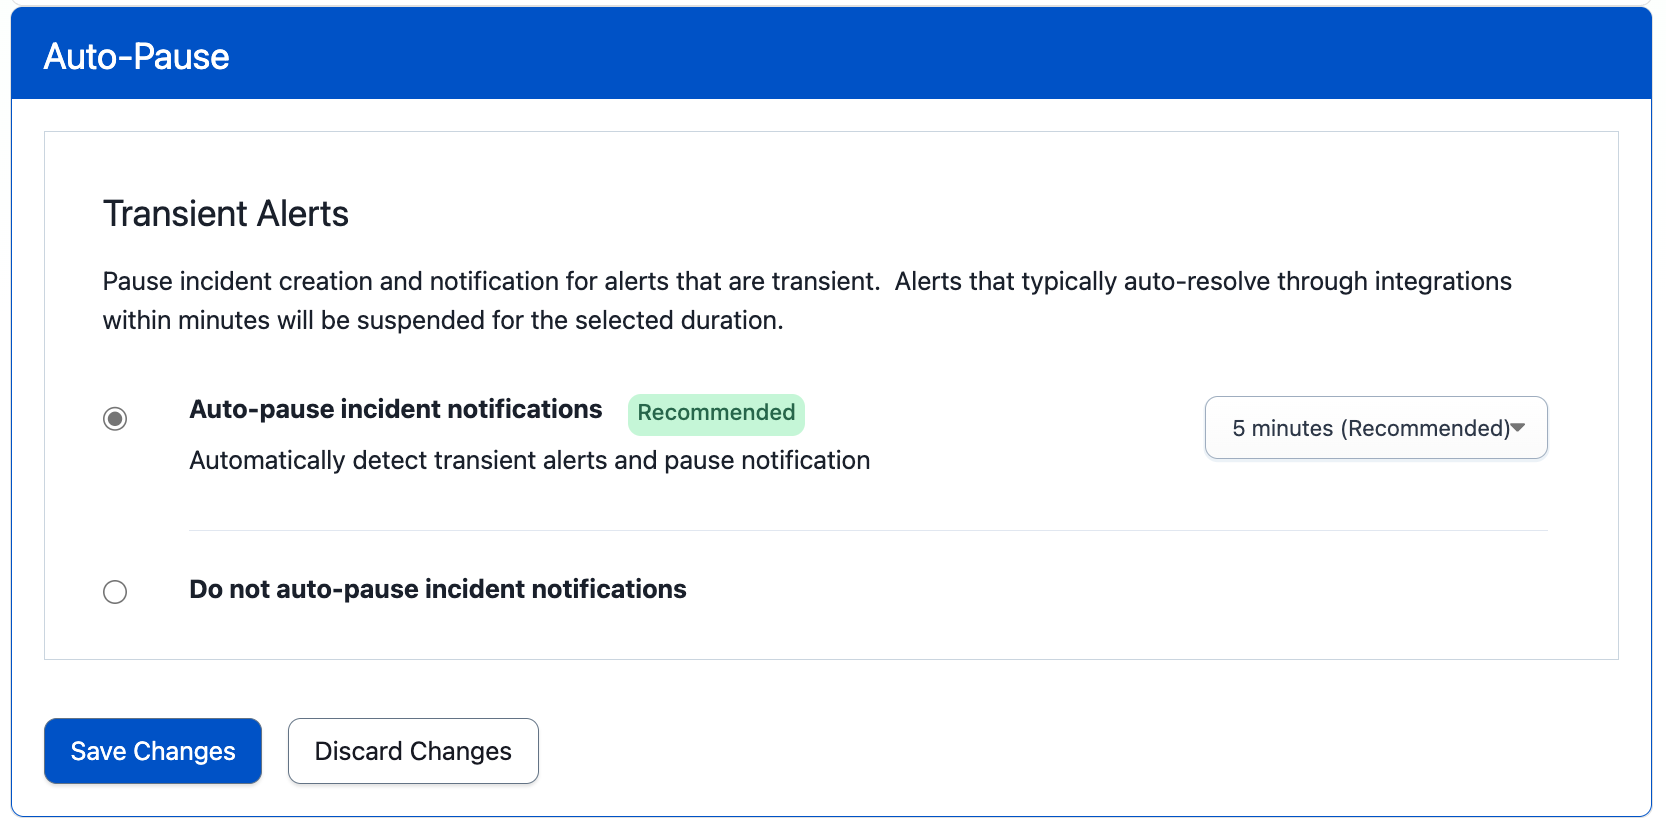 Auto-Pause
Transient Alerts
Pause incident creation and notification for alerts that are transient.  Alerts that typically auto-resolve through integrations
within minutes will be suspended for the selected duration.
Auto-pause incident notifications Recommended
5 minutes (Recommended)
Automatically detect transient alerts and pause notification
Do not auto-pause incident notifications
Save Changes Discard Changes